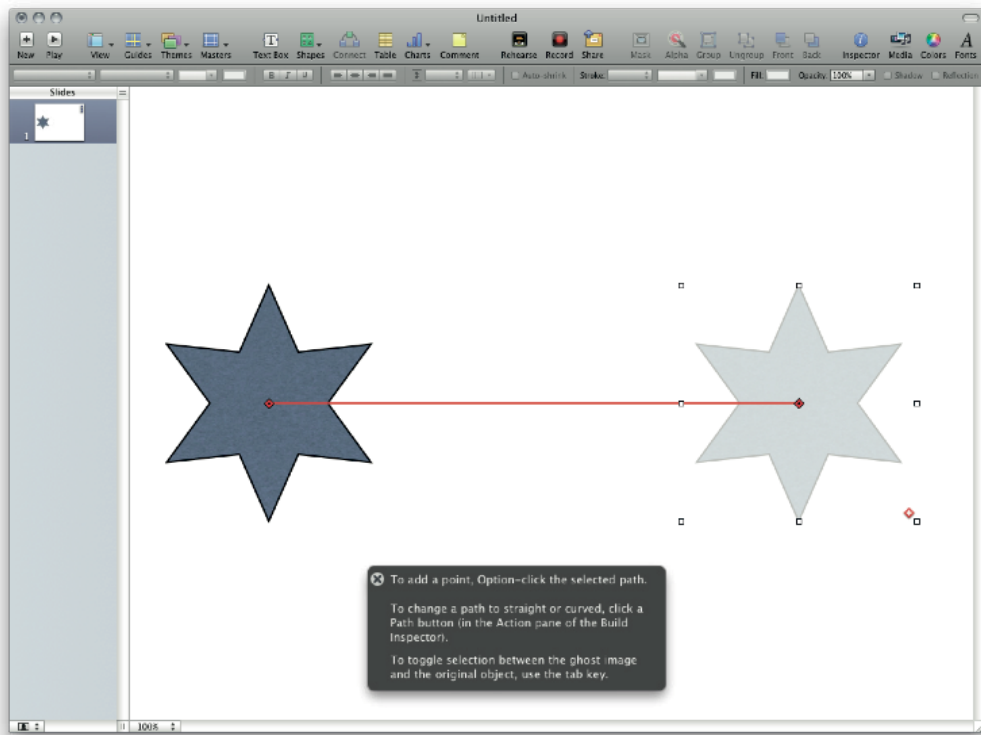 Untitled
New Play View Guides Themes Masters Text Box Shapes Connect Table Charts Comment Rehearse Record Share Mask Alpha Group Ungroup Front Back Inspector Media Colors Fonts
B I U Auto-shrink Stroke: Fill: Opacity: 100% Shadow Reflection
Slides
1
To add a point, Option-click the selected path.
To change a path to straight or curved, click a
Path button (in the Action pane of the Build
Inspector).
To toggle selection between the ghost image
and the original object, use the tab key.
100%